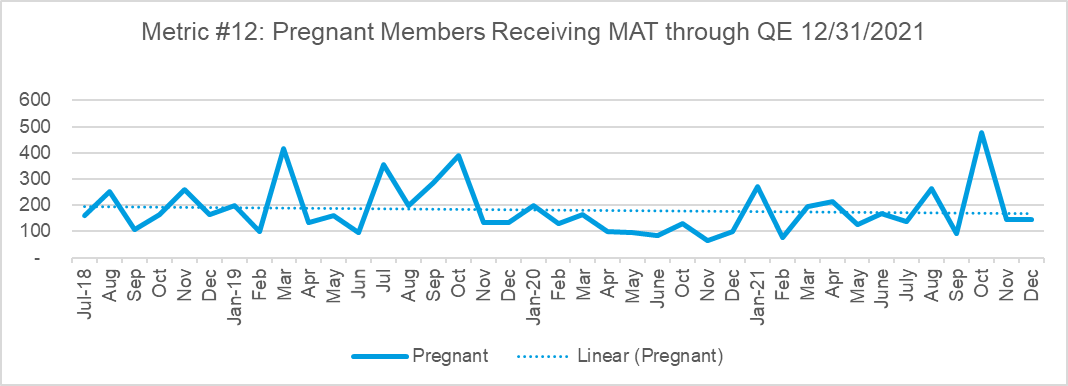 Metric #12: Pregnant Members Receiving MAT through QE 12/31/2021
600
500
400
300
200
100
-
Jul-18 Aug Sep Oct Nov Dec Jan-19 Feb Mar Apr May Jun Jul Aug Sep Oct Nov Dec Jan-20 Feb Mar Apr May June July Aug Sep Oct Nov Dec Jan-21 Feb Mar Apr May June July Aug Sep Oct Nov Dec
Pregnant Linear (Pregnant)